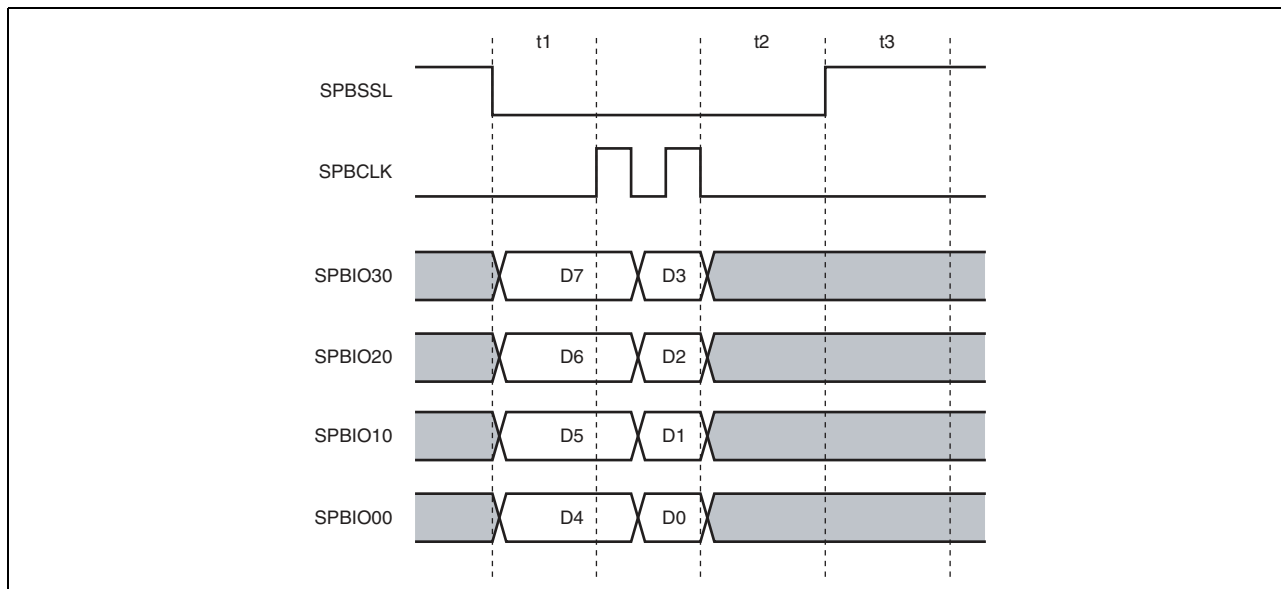 t1 t2 t3
SPBSSL
SPBCLK
SPBIO30 D7 D3
SPBIO20 D6 D2
SPBIO10 D5 D1
SPBIO00 D4 D0